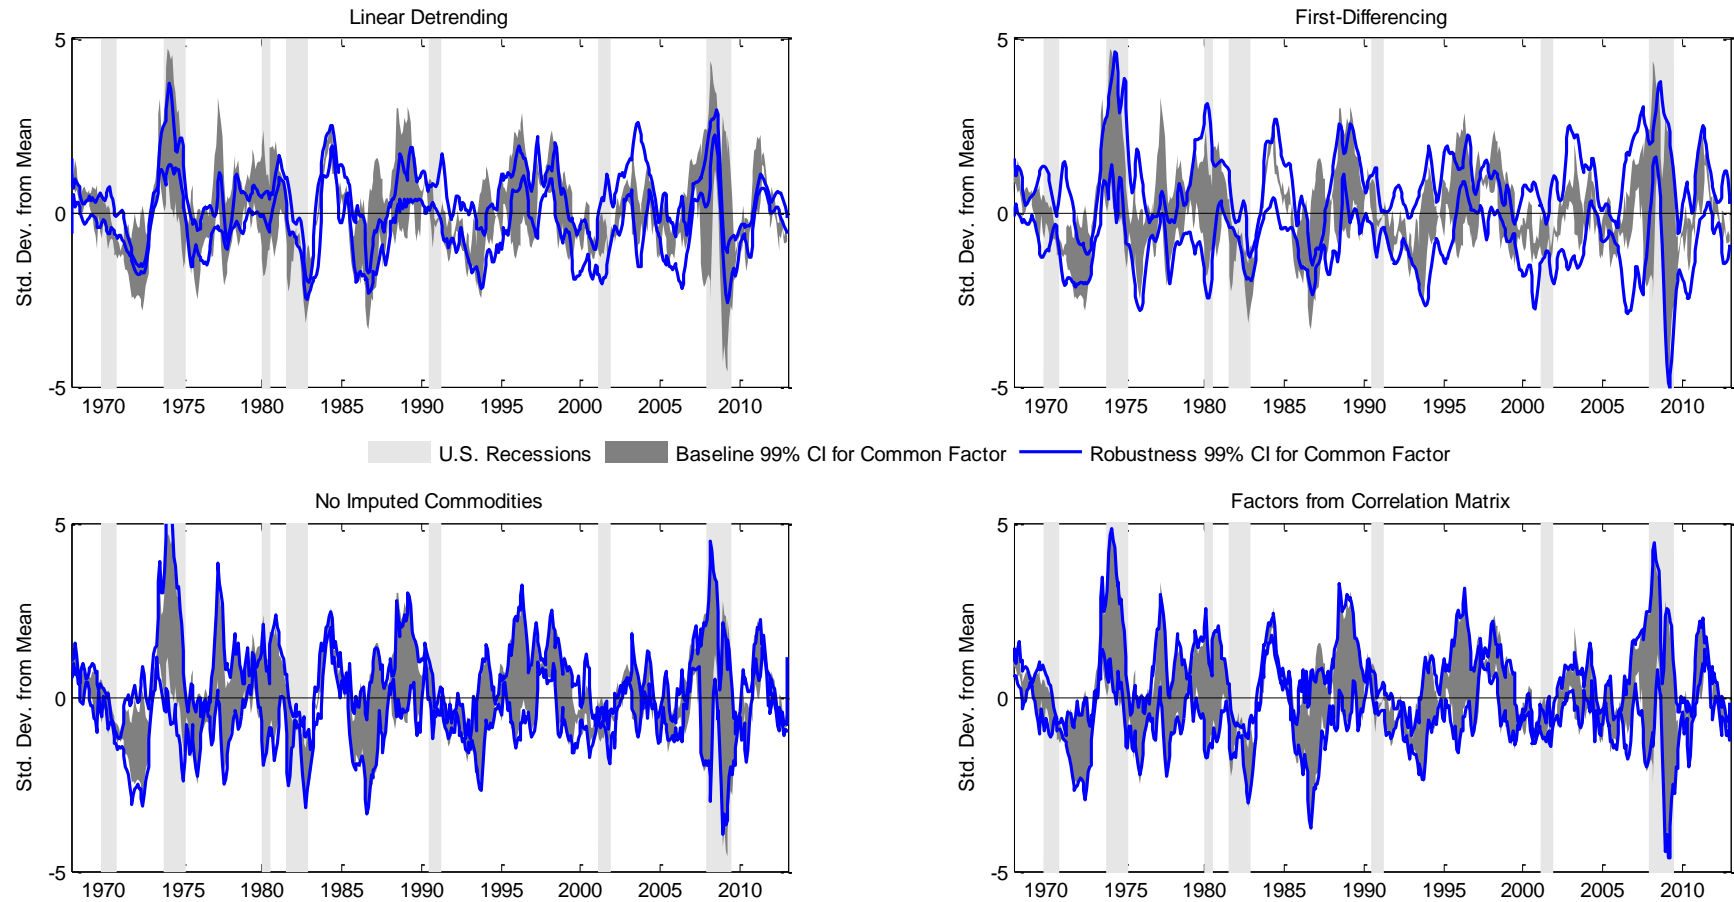 Linear Detrending
First-Differencing
5
0
-5
Std. Dev. from Mean
1970 1975 1980 1985 1990 1995 2000 2005 2010
5
0
-5
Std. Dev. from Mean
1970 1975 1980 1985 1990 1995 2000 2005 2010
U.S. Recessions Baseline 99% CI for Common Factor Robustness 99% CI for Common Factor
No Imputed Commodities
Factors from Correlation Matrix
5
0
-5
Std. Dev. from Mean
1970 1975 1980 1985 1990 1995 2000 2005 2010
5
0
-5
Std. Dev. from Mean
1970 1975 1980 1985 1990 1995 2000 2005 2010